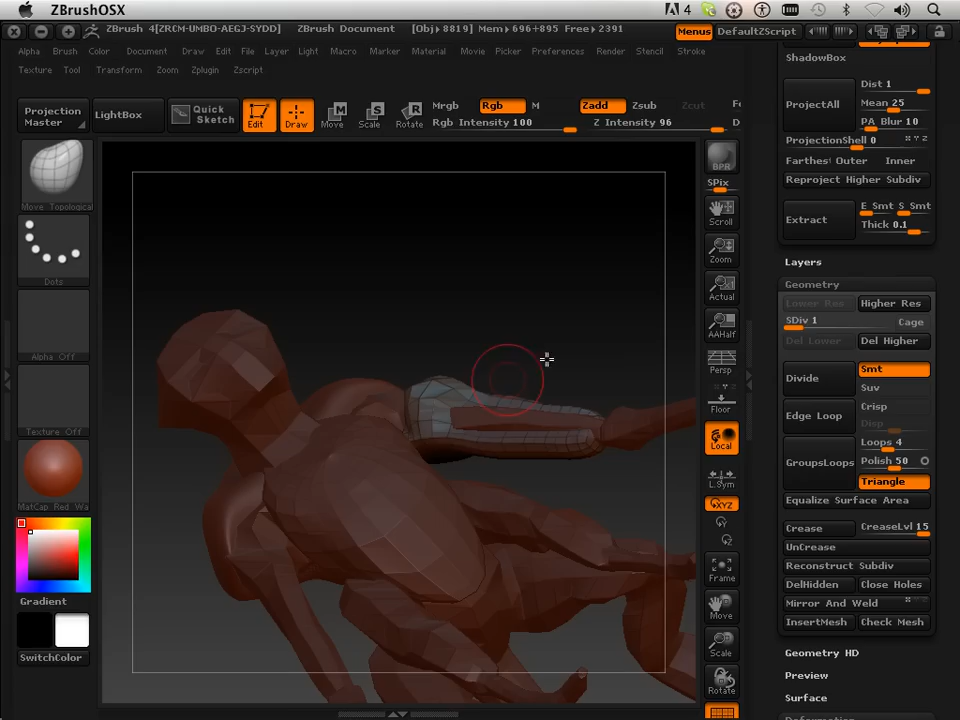 ZBrushOSX
4
ZBrush 4[ZRCM-UMBO-AEGJ-SYDD] ZBrush Document [Obj▸8819] Mem▸696+895 Free▸2391 Menus DefaultZScript
Alpha Brush Color Document Draw Edit File Layer Light Macro Marker Material Movie Picker Preferences Render Stencil Stroke
Texture Tool Transform Zoom Zplugin Zscript
Projection Master
LightBox
Quick Sketch
Edit
Draw
Move
Scale
Rotate
Mrgb Rgb M Zadd Zsub Zcut
Rgb Intensity 100 Z Intensity 96
Move Topological
Dots
Alpha Off
Texture Off
MatCap Red Wa
Gradient
SwitchColor
BPR
SPix
Scroll
Zoom
Actual
AAHalf
Persp
Floor
Local
L.Sym
XYZ
Frame
Move
Scale
Rotate
ShadowBox
ProjectAll
Dist 1
Mean 25
PA Blur 10
ProjectionShell 0 X Y Z
Farthes Outer Inner
Reproject Higher Subdiv
Extract
E Smt S Smt
Thick 0.1
Layers
Geometry
Lower Res Higher Res
SDiv 1 Cage
Del Lower Del Higher
Divide
Smt
Suv
Edge Loop
Crisp
Disp
GroupsLoops
Loops 4
Polish 50
Triangle
Equalize Surface Area
Crease CreaseLvl 15
UnCrease
Reconstruct Subdiv
DelHidden Close Holes
Mirror And Weld
InsertMesh Check Mesh
Geometry HD
Preview
Surface